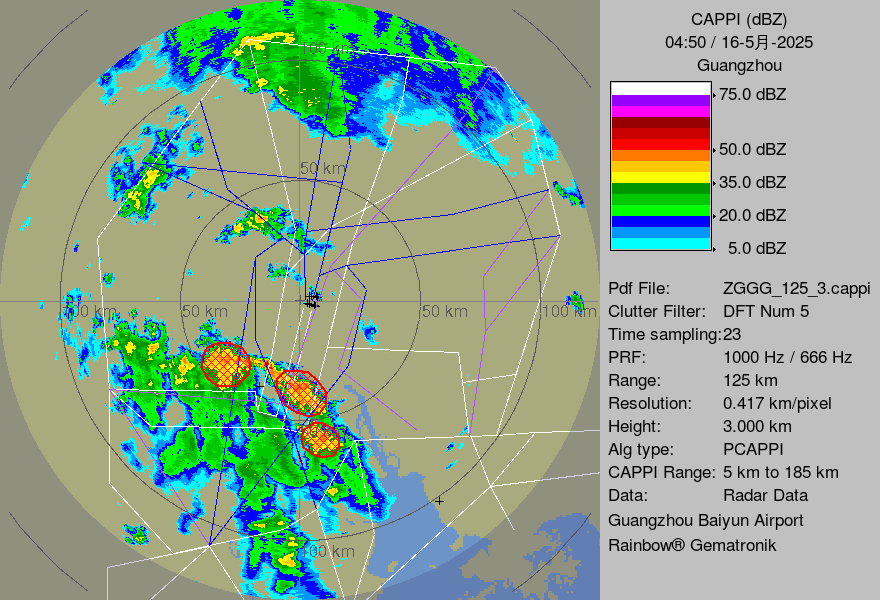 CAPPI (dBZ)
04:50 / 16-5月-2025
Guangzhou
75.0 dBZ
50.0 dBZ
35.0 dBZ
20.0 dBZ
5.0 dBZ
Pdf File: ZGGG_125_3.cappi
Clutter Filter: DFT Num 5
Time sampling:23
PRF: 1000 Hz / 666 Hz
Range: 125 km
Resolution: 0.417 km/pixel
Height: 3.000 km
Alg type: PCAPPI
CAPPI Range: 5 km to 185 km
Data: Radar Data
Guangzhou Baiyun Airport
Rainbow® Gematronik
100 km
50 km
100 km
50 km
50 km
100 km
100 km